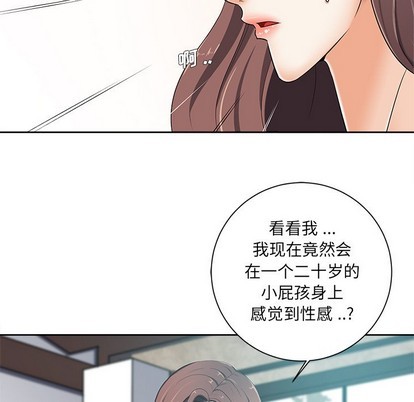 啊...
看看我 ...
我现在竟然会
在一个二十岁的
小屁孩身上
感觉到性感 ..?